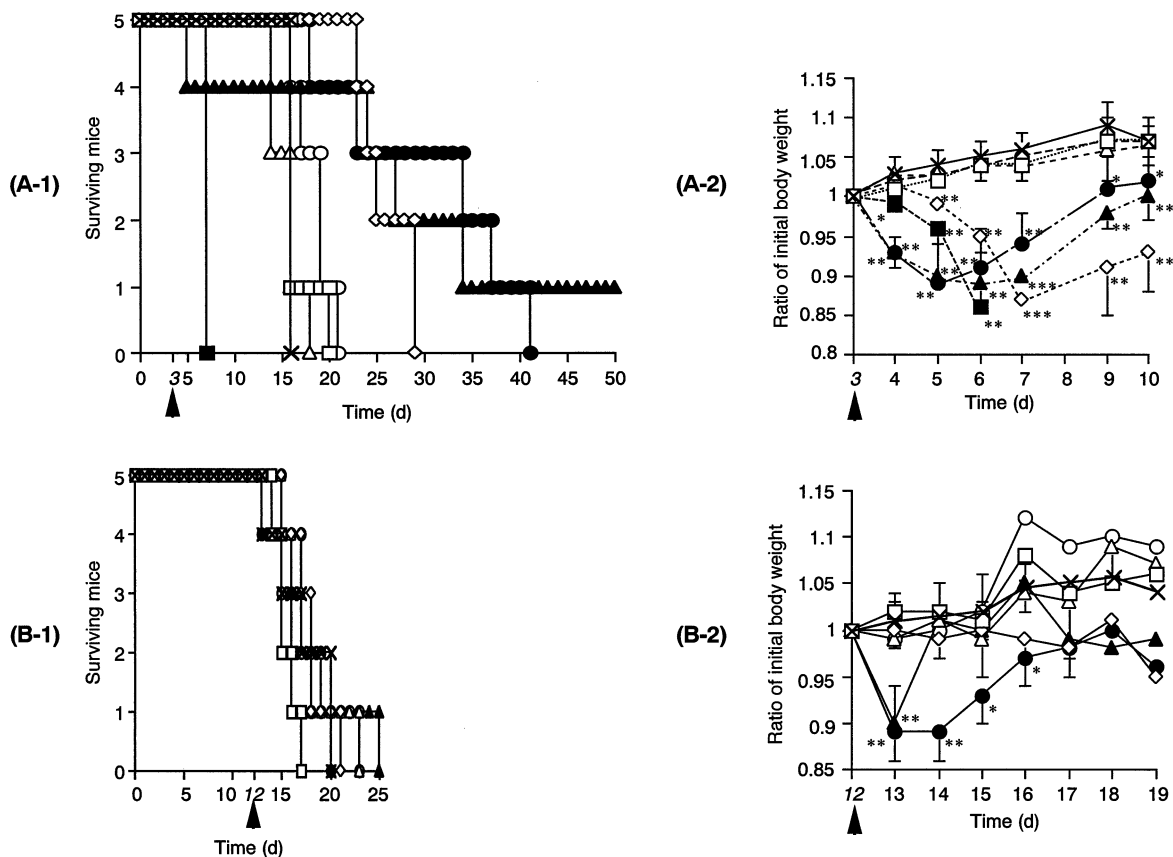 (A-1)
Surviving mice
5
4
3
2
1
0
0 35 10 15 20 25 30 35 40 45 50
Time (d)
(A-2)
Ratio of initial body weight
1.15
1.1
1.05
1
0.95
0.9
0.85
0.8
* *
** *
** ** ** **
** ** ** ** *** ** **
** ** ***
**
3 4 5 6 7 8 9 10
Time (d)
(B-1)
Surviving mice
5
4
3
2
1
0
0 5 10 12 15 20 25
Time (d)
(B-2)
Ratio of initial body weight
1.15
1.1
1.05
1
0.95
0.9
0.85
*
*
**
** **
12 13 14 15 16 17 18 19
Time (d)